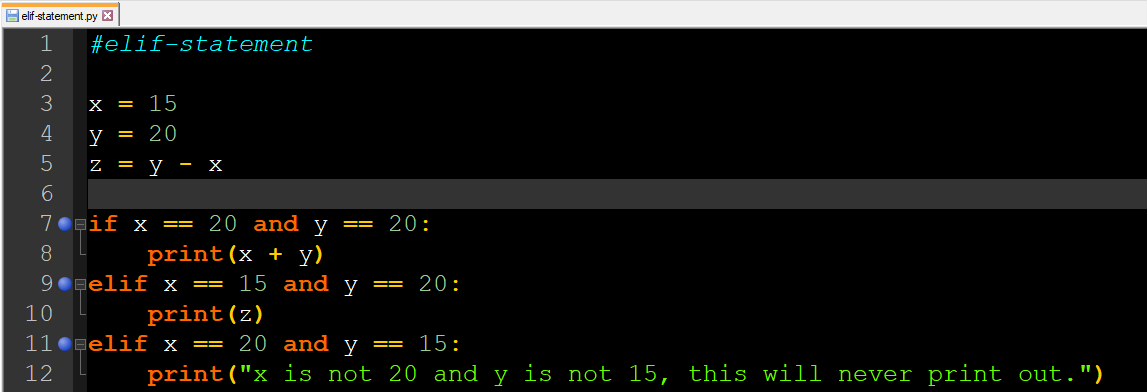 elif-statement.py
1 #elif-statement
2
3 x = 15
4 y = 20
5 z = y - x
6
7 if x == 20 and y == 20:
8     print(x + y)
9 elif x == 15 and y == 20:
10     print(z)
11 elif x == 20 and y == 15:
12     print("x is not 20 and y is not 15, this will never print out.")